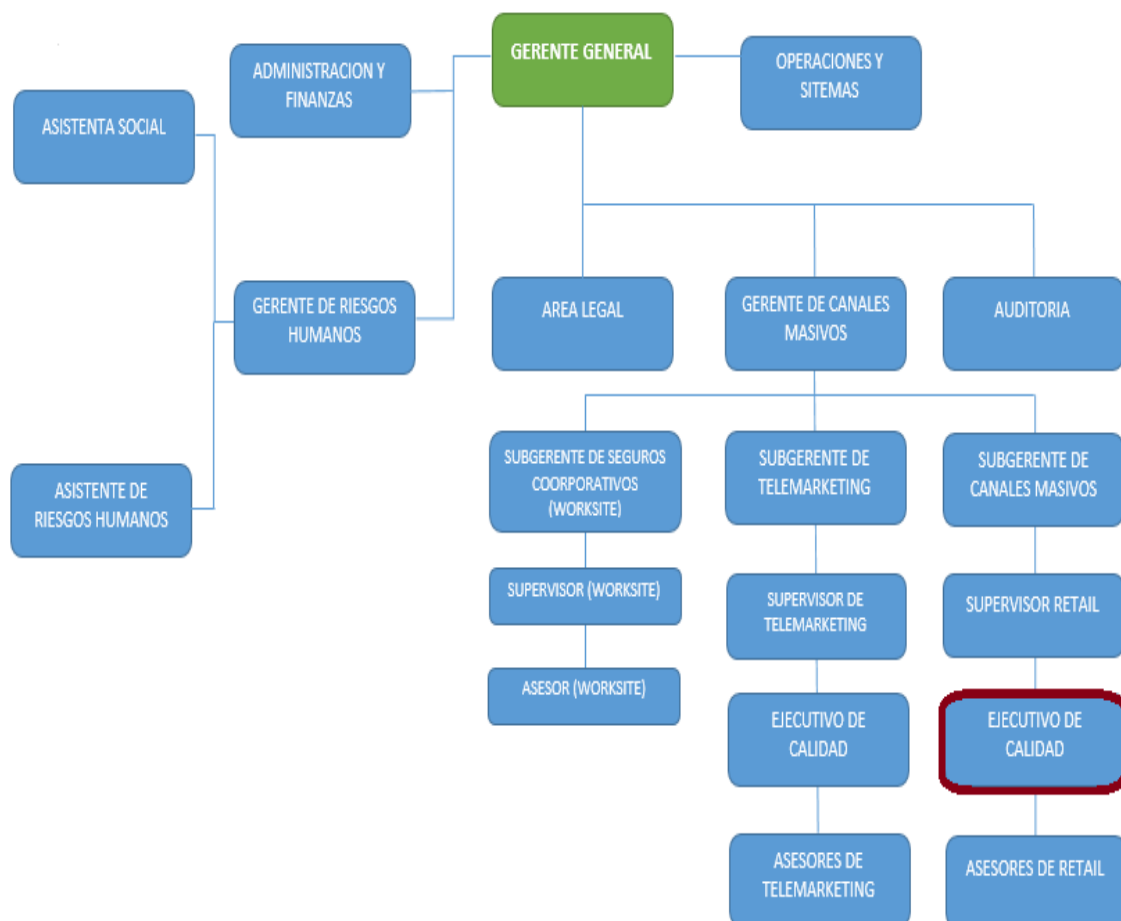 GERENTE GENERAL
ADMINISTRACION Y
FINANZAS
OPERACIONES Y
SITEMAS
ASISTENTA SOCIAL
GERENTE DE RIESGOS
HUMANOS
AREA LEGAL
GERENTE DE CANALES
MASIVOS
AUDITORIA
ASISTENTE DE
RIESGOS HUMANOS
SUBGERENTE DE SEGUROS
COORPORATIVOS
(WORKSITE)
SUBGERENTE DE
TELEMARKETING
SUBGERENTE DE
CANALES MASIVOS
SUPERVISOR (WORKSITE)
SUPERVISOR DE
TELEMARKETING
SUPERVISOR RETAIL
ASESOR (WORKSITE)
EJECUTIVO DE
CALIDAD
EJECUTIVO DE
CALIDAD
ASESORES DE
TELEMARKETING
ASESORES DE RETAIL